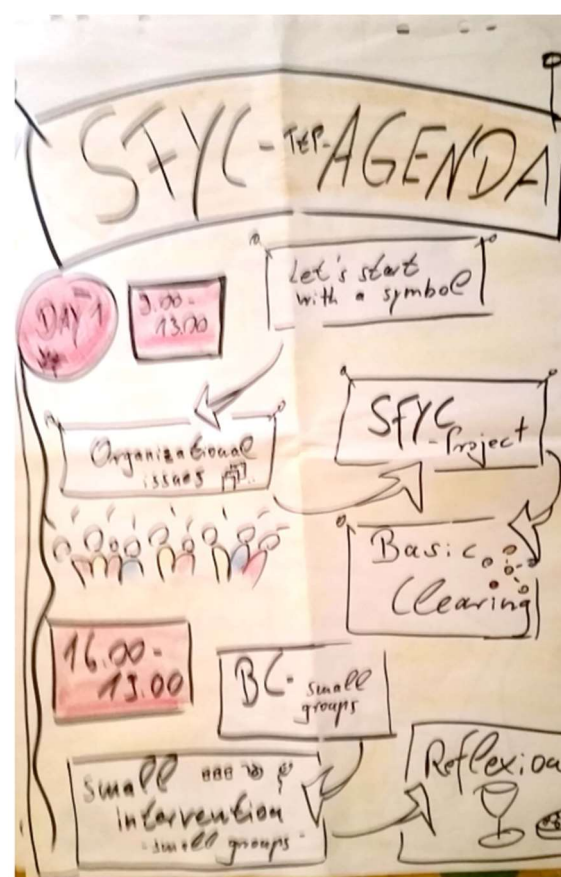 SFYC-TEP-AGENDA
Let's start
with a symbol
DAY 1
9.00-
13.00
Organizational
issues
SFYC
-Project
Basic
Clearing
16.00-
19.00
BC- small
groups
small
intervention
-small groups-
Reflexion